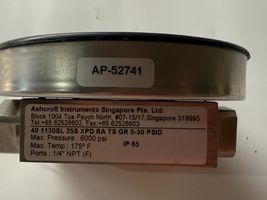 AP-52741
Ashcroft Instruments Singapore Pte. Ltd.
Block 1004 Toa Payoh North, #07-15/17,Singapore 318995
Tel:+65 62526602, Fax:+65 62526603
40 1130SL 25S XPD RA TS GR 0-30 PSID
Max. Pressure : 6000 psi
Max. Temp : 175° F IP 65
Ports : 1/4" NPT (F)